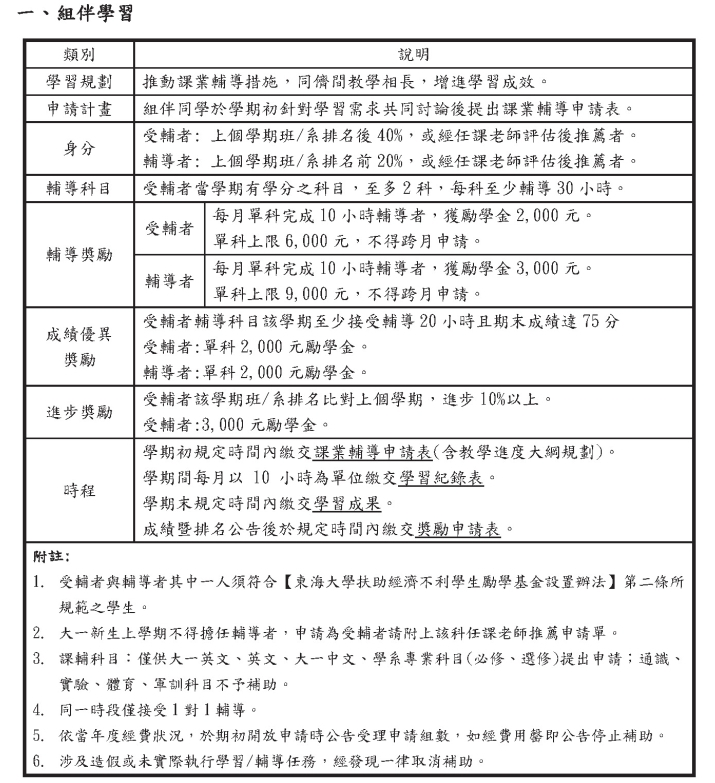 一、組伴學習
類別 說明
學習規劃 推動課業輔導措施，同儕間教學相長，增進學習成效。
申請計畫 組伴同學於學期初針對學習需求共同討論後提出課業輔導申請表。
身分 受輔者: 上個學期班/系排名後 40%，或經任課老師評估後推薦者。
輔導者: 上個學期班/系排名前 20%，或經任課老師評估後推薦者。
輔導科目 受輔者當學期有學分之科目，至多 2 科，每科至少輔導 30 小時。
輔導獎勵 受輔者 每月單科完成 10 小時輔導者，獲勵學金 2,000 元。
單科上限 6,000 元，不得跨月申請。
輔導者 每月單科完成 10 小時輔導者，獲勵學金 3,000 元。
單科上限 9,000 元，不得跨月申請。
成績優異
獎勵
受輔者輔導科目該學期至少接受輔導 20 小時且期末成績達 75 分
受輔者:單科 2,000 元勵學金。
輔導者:單科 2,000 元勵學金。
進步獎勵 受輔者該學期班/系排名比對上個學期，進步 10%以上。
受輔者:3,000 元勵學金。
時程 學期初規定時間內繳交課業輔導申請表(含教學進度大綱規劃)。
學期間每月以 10 小時為單位繳交學習紀錄表。
學期末規定時間內繳交學習成果。
成績暨排名公告後於規定時間內繳交獎勵申請表。
附註:
1. 受輔者與輔導者其中一人須符合【東海大學扶助經濟不利學生勵學基金設置辦法】第二條所
規範之學生。
2. 大一新生上學期不得擔任輔導者，申請為受輔者請附上該科任課老師推薦申請單。
3. 課輔科目：僅供大一英文、英文、大一中文、學系專業科目(必修、選修)提出申請；通識、
實驗、體育、軍訓科目不予補助。
4. 同一時段僅接受 1 對 1 輔導。
5. 依當年度經費狀況，於期初開放申請時公告受理申請組數，如經費用罄即公告停止補助。
6. 涉及造假或未實際執行學習/輔導任務，經發現一律取消補助。